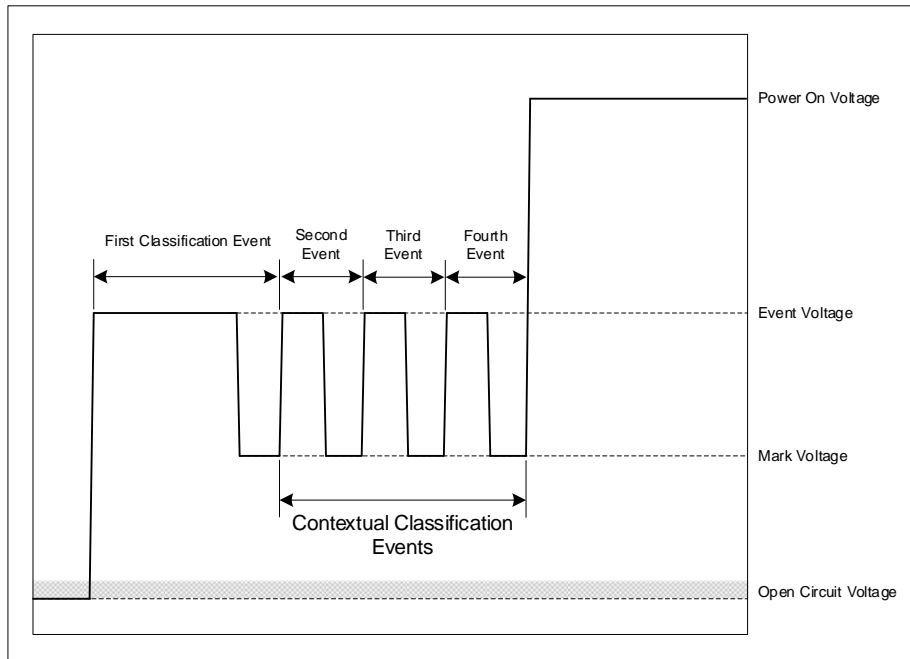 Power On Voltage
First Classification Event
Second
Event
Third
Event
Fourth
Event
Event Voltage
Mark Voltage
Contextual Classification
Events
Open Circuit Voltage